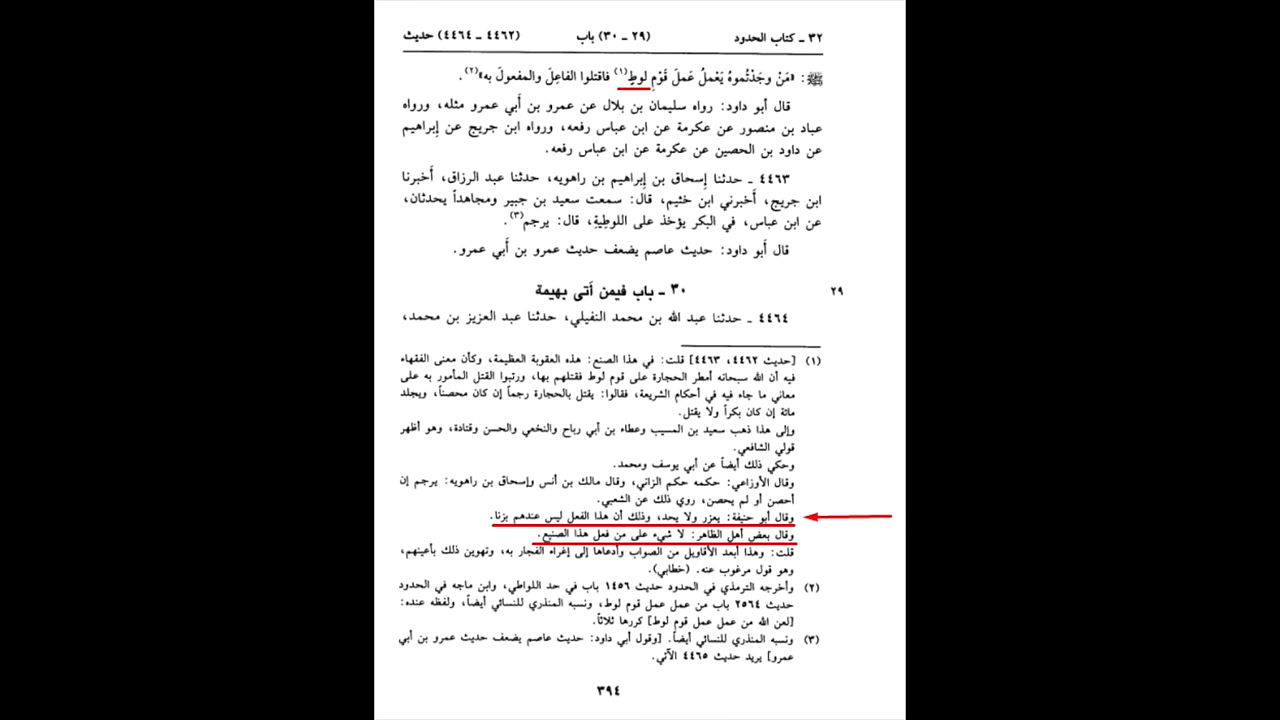 ٣٢ ـ كتاب الحدود (٢٩ ـ ٣٠) باب (٤٤٦٢ ـ ٤٤٦٤) حديث
ﷺ: «مَنْ وجَدْتُموهُ يَعْملُ عَملَ قَوْمِ لوطٍ(١) فاقتلوا الفاعِلَ والمفعولَ به»(٢).
قال أبو داود: رواه سليمان بن بلال عن عمرو بن أبي عمرو مثله، ورواه
عباد بن منصور عن عكرمة عن ابن عباس رفعه، ورواه ابن جريج عن إبراهيم
عن داود بن الحصين عن عكرمة عن ابن عباس رفعه.
٤٤٦٣ ـ حدثنا إسحاق بن إبراهيم بن راهويه، حدثنا عبد الرزاق، أخبرنا
ابن جريج، أخبرني ابن خثيم، قال: سمعت سعيد بن جبير ومجاهداً يحدثان،
عن ابن عباس، في البكر يؤخذ على اللوطِيةِ، قال: يرجم(٣).
قال أبو داود: حديث عاصم يضعف حديث عمرو بن أبي عمرو.
٢٩ ٣٠ ـ باب فيمن أتى بهيمة
٤٤٦٤ ـ حدثنا عبد الله بن محمد النفيلي، حدثنا عبد العزيز بن محمد،
(١) [حديث ٤٤٦٢، ٤٤٦٣] قلت: في هذا الصنع: هذه العقوبة العظيمة، وكأن معنى الفقهاء
فيه أن الله سبحانه أمطر الحجارة على قوم لوط فقتلهم بها، ورتبوا القتل المأمور به على
معاني ما جاء فيه في أحكام الشريعة، فقالوا: يقتل بالحجارة رجماً إن كان محصناً، ويجلد
مائة إن كان بكراً ولا يقتل.
وإلى هذا ذهب سعيد بن المسيب وعطاء بن أبي رباح والنخعي والحسن وقتادة، وهو أظهر
قولي الشافعي.
وحكي ذلك أيضاً عن أبي يوسف ومحمد.
وقال الأوزاعي: حكمه حكم الزاني، وقال مالك بن أنس وإسحاق بن راهويه: يرجم إن
أحصن أو لم يحصن، روي ذلك عن الشعبي.
وقال أبو حنيفة: يعزر ولا يحد، وذلك أن هذا الفعل ليس عندهم بزنا.
وقال بعض أهل الظاهر: لا شيء على من فعل هذا الصنيع.
قلت: وهذا أبعد الأقاويل من الصواب وأدعاها إلى إغراء الفجار به، وتهوين ذلك بأعينهم،
وهو قول مرغوب عنه. (خطابي).
(٢) وأخرجه الترمذي في الحدود حديث ١٤٥٦ باب في حد اللواطي، وابن ماجه في الحدود
حديث ٢٥٦٤ باب من عمل عمل قوم لوط، ونسبه المنذري للنسائي أيضاً، ولفظه عنده:
[لعن الله من عمل عمل قوم لوط] كررها ثلاثاً.
(٣) ونسبه المنذري للنسائي أيضاً. [وقول أبي داود: حديث عاصم يضعف حديث عمرو بن أبي
عمرو] يريد حديث ٤٤٦٥ الآتي.
٣٩٤